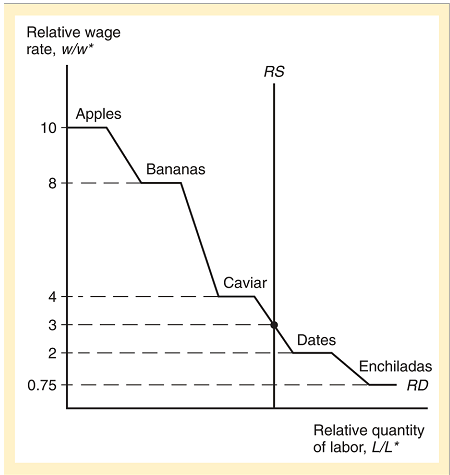 Relative wage
rate, w/w*
RS
Apples
10
Bananas
8
Caviar
4
3
Dates
2
Enchiladas
0.75
RD
Relative quantity
of labor, L/L*